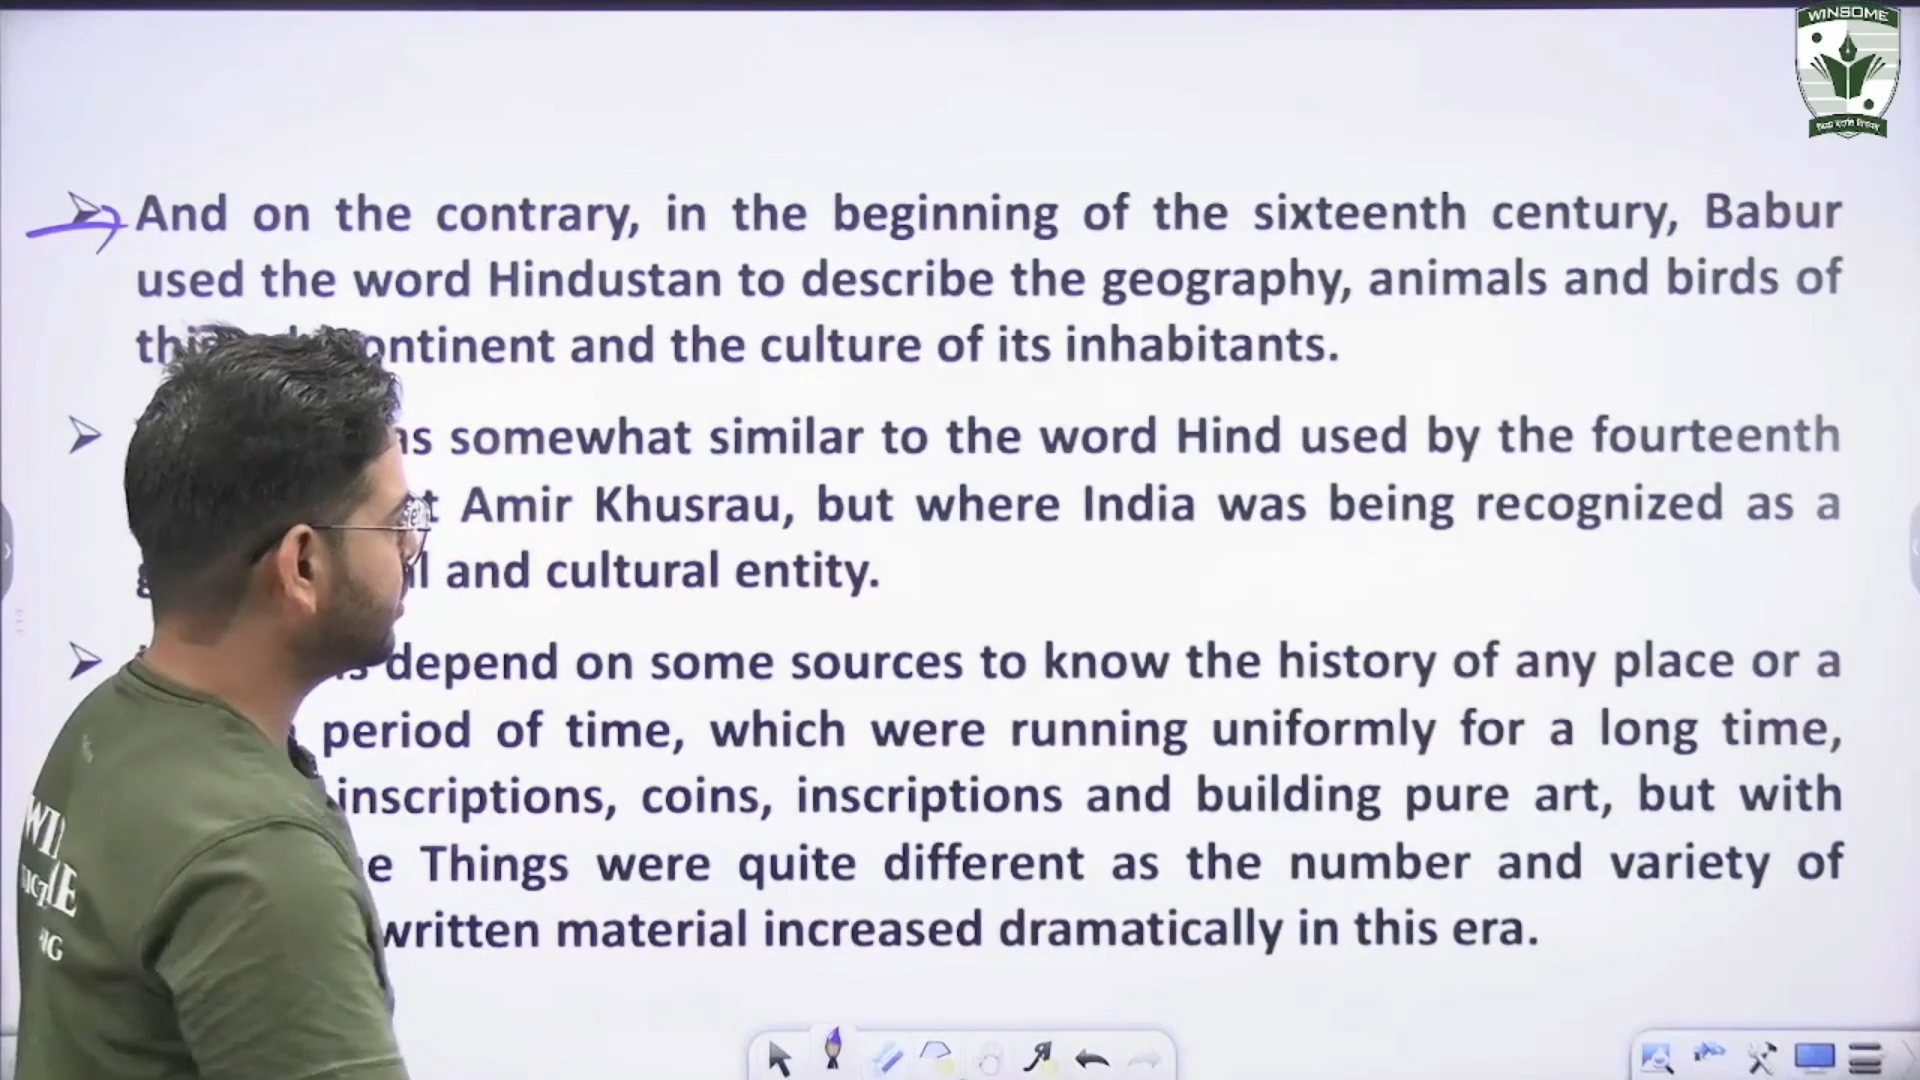 WINSOME
And on the contrary, in the beginning of the sixteenth century, Babur
used the word Hindustan to describe the geography, animals and birds of
and the culture of its inhabitants.
somewhat similar to the word Hind used by the fourteenth
Amir Khusrau, but where India was being recognized as a
and cultural entity.
depend on some sources to know the history of any place or a
period of time, which were running uniformly for a long time,
inscriptions, coins, inscriptions and building pure art, but with
Things were quite different as the number and variety of
written material increased dramatically in this era.